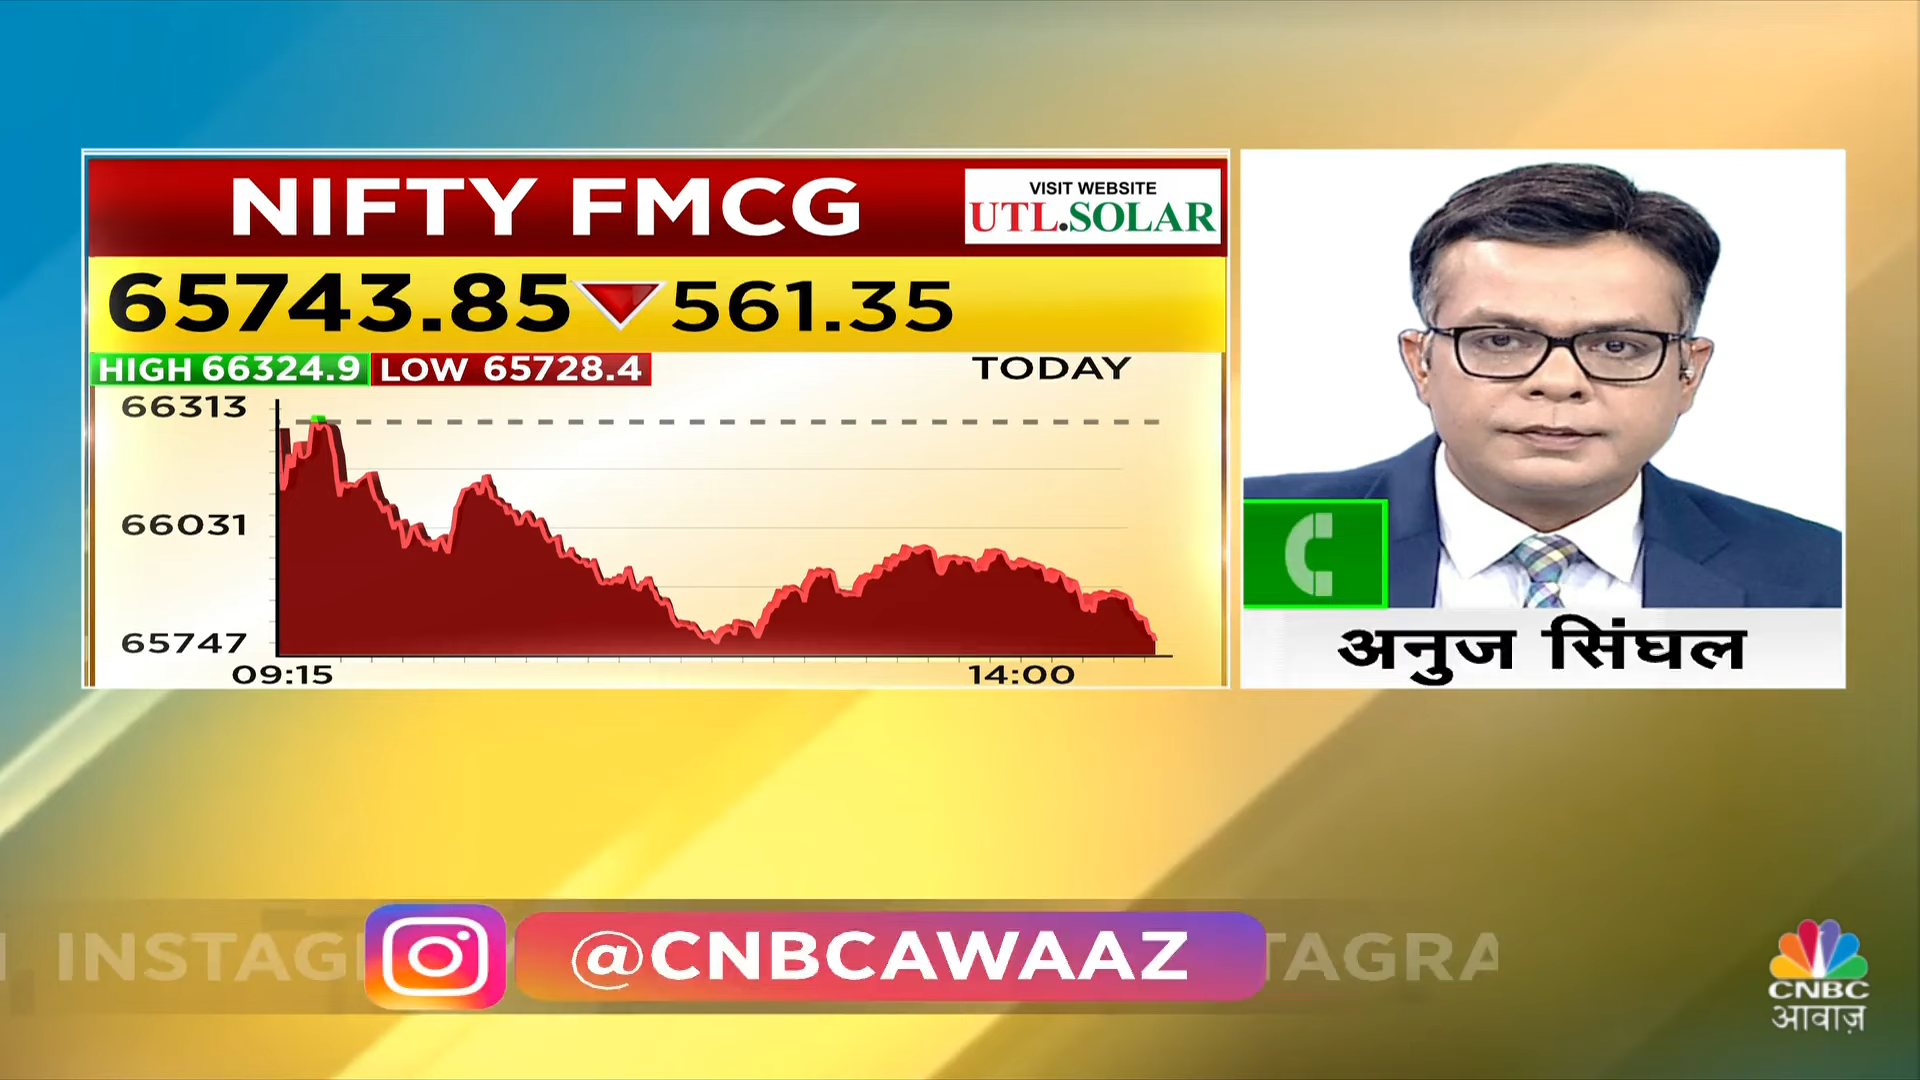 NIFTY FMCG
VISIT WEBSITE
UTL.SOLAR
65743.85 561.35
HIGH 66324.9 LOW 65728.4
TODAY
66313
66031
65747
09:15 14:00
अनुज सिंघल
INSTAG
@CNBCAWAAZ
TAGRA
CNBC
आवाज़